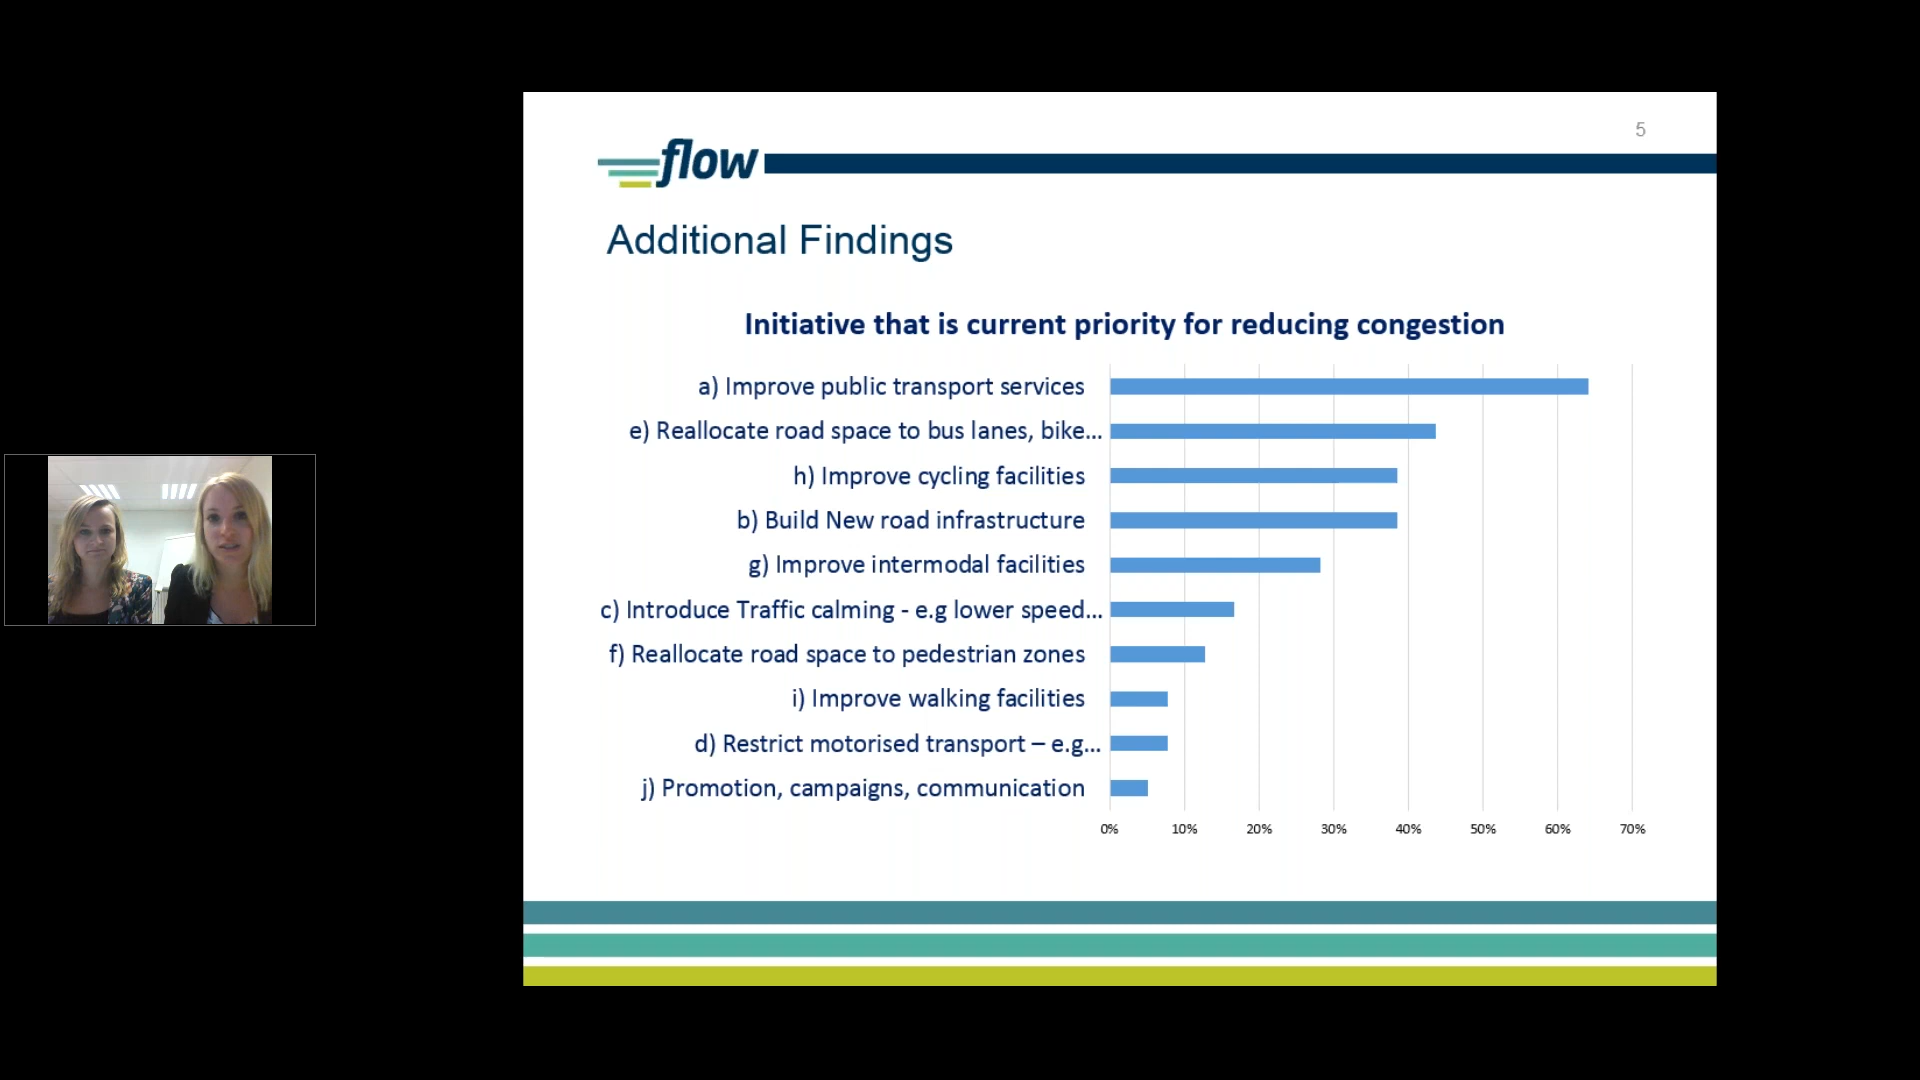 5
flow
Additional Findings
Initiative that is current priority for reducing congestion
a) Improve public transport services
e) Reallocate road space to bus lanes, bike...
h) Improve cycling facilities
b) Build New road infrastructure
g) Improve intermodal facilities
c) Introduce Traffic calming - e.g lower speed...
f) Reallocate road space to pedestrian zones
i) Improve walking facilities
d) Restrict motorised transport – e.g...
j) Promotion, campaigns, communication
0% 10% 20% 30% 40% 50% 60% 70%